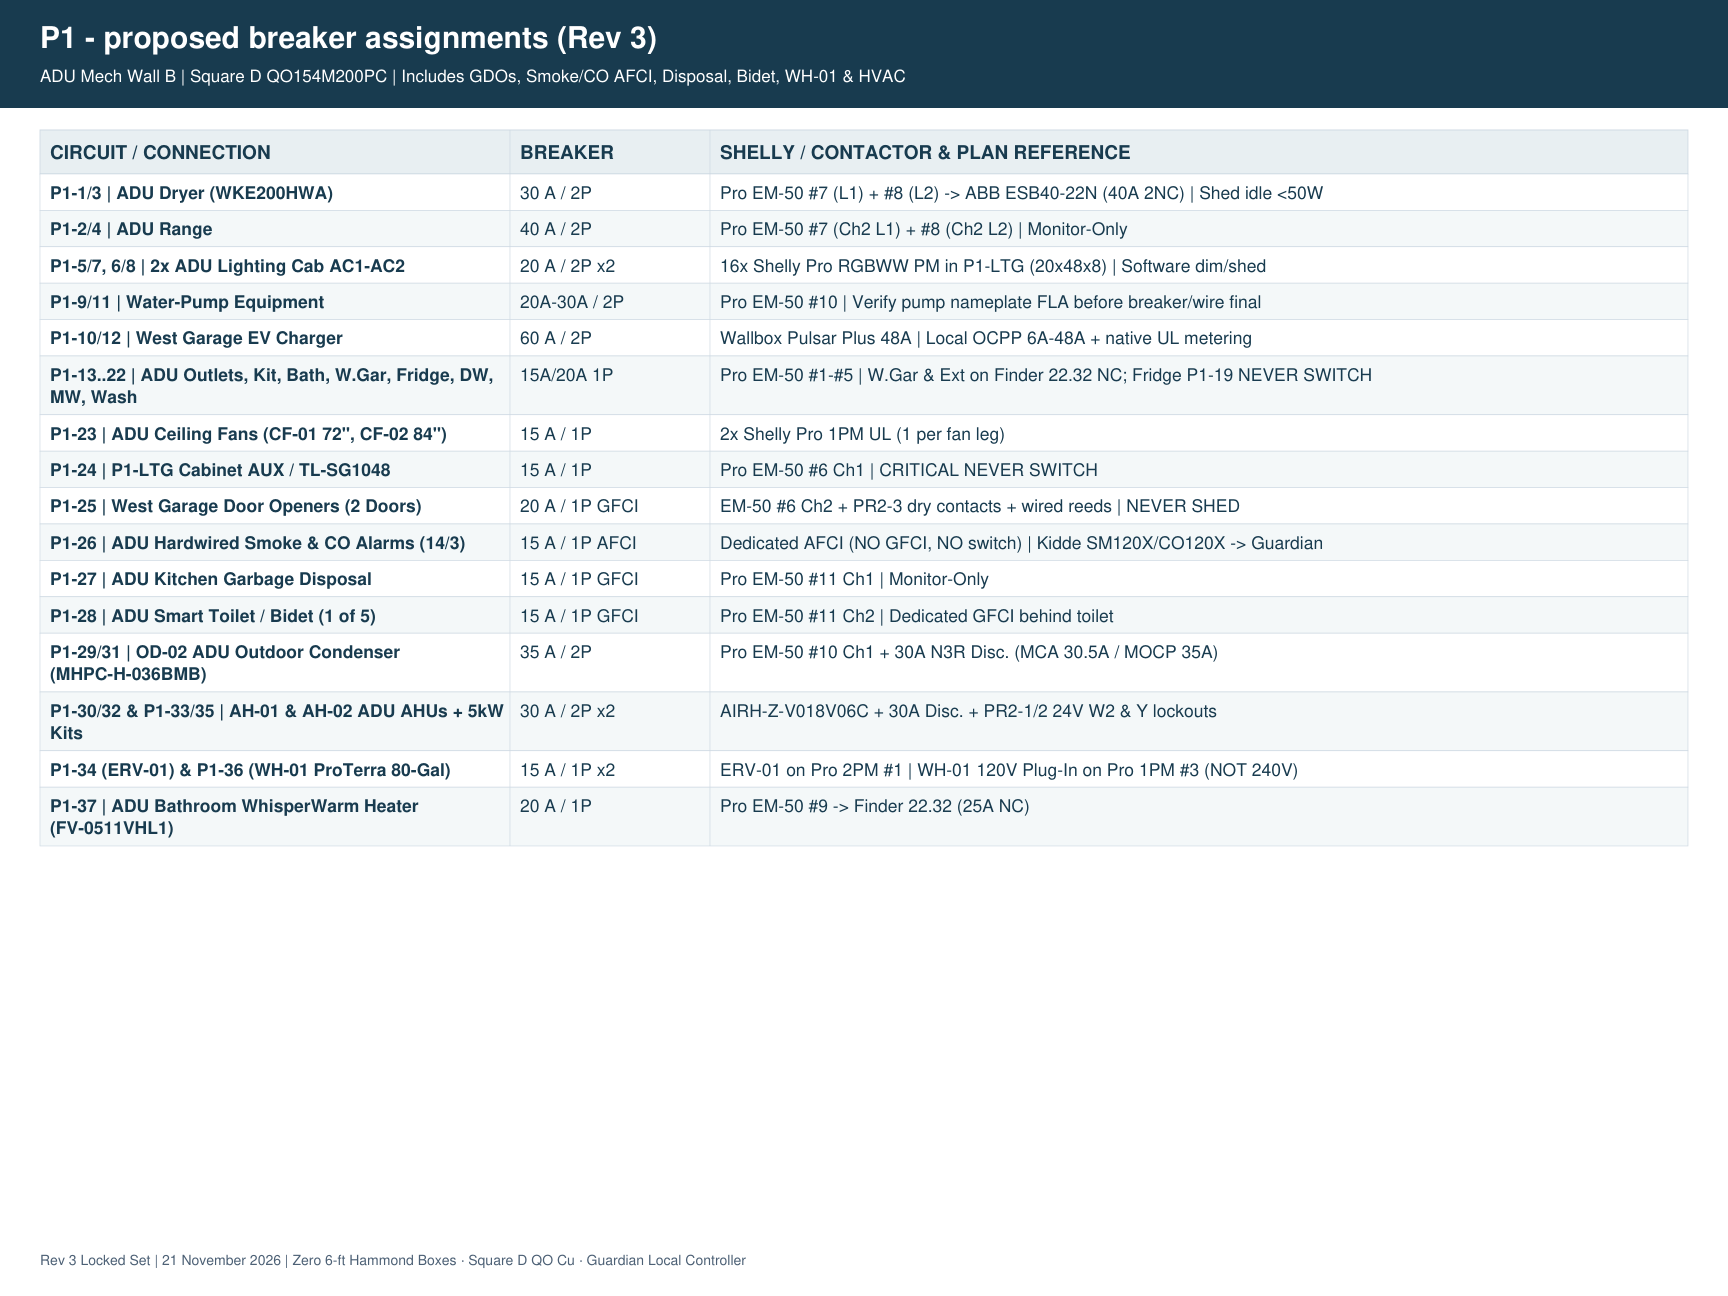 P1 - proposed breaker assignments (Rev 3)
ADU Mech Wall B | Square D QO154M200PC | Includes GDOs, Smoke/CO AFCI, Disposal, Bidet, WH-01 & HVAC
CIRCUIT / CONNECTION BREAKER SHELLY / CONTACTOR & PLAN REFERENCE
P1-1/3 | ADU Dryer (WKE200HWA) 30 A / 2P Pro EM-50 #7 (L1) + #8 (L2) -> ABB ESB40-22N (40A 2NC) | Shed idle <50W
P1-2/4 | ADU Range 40 A / 2P Pro EM-50 #7 (Ch2 L1) + #8 (Ch2 L2) | Monitor-Only
P1-5/7, 6/8 | 2x ADU Lighting Cab AC1-AC2 20 A / 2P x2 16x Shelly Pro RGBWW PM in P1-LTG (20x48x8) | Software dim/shed
P1-9/11 | Water-Pump Equipment 20A-30A / 2P Pro EM-50 #10 | Verify pump nameplate FLA before breaker/wire final
P1-10/12 | West Garage EV Charger 60 A / 2P Wallbox Pulsar Plus 48A | Local OCPP 6A-48A + native UL metering
P1-13..22 | ADU Outlets, Kit, Bath, W.Gar, Fridge, DW, 15A/20A 1P Pro EM-50 #1-#5 | W.Gar & Ext on Finder 22.32 NC; Fridge P1-19 NEVER SWITCH
MW, Wash
P1-23 | ADU Ceiling Fans (CF-01 72", CF-02 84") 15 A / 1P 2x Shelly Pro 1PM UL (1 per fan leg)
P1-24 | P1-LTG Cabinet AUX / TL-SG1048 15 A / 1P Pro EM-50 #6 Ch1 | CRITICAL NEVER SWITCH
P1-25 | West Garage Door Openers (2 Doors) 20 A / 1P GFCI EM-50 #6 Ch2 + PR2-3 dry contacts + wired reeds | NEVER SHED
P1-26 | ADU Hardwired Smoke & CO Alarms (14/3) 15 A / 1P AFCI Dedicated AFCI (NO GFCI, NO switch) | Kidde SM120X/CO120X -> Guardian
P1-27 | ADU Kitchen Garbage Disposal 15 A / 1P GFCI Pro EM-50 #11 Ch1 | Monitor-Only
P1-28 | ADU Smart Toilet / Bidet (1 of 5) 15 A / 1P GFCI Pro EM-50 #11 Ch2 | Dedicated GFCI behind toilet
P1-29/31 | OD-02 ADU Outdoor Condenser 35 A / 2P Pro EM-50 #10 Ch1 + 30A N3R Disc. (MCA 30.5A / MOCP 35A)
(MHPC-H-036BMB)
P1-30/32 & P1-33/35 | AH-01 & AH-02 ADU AHUs + 5kW 30 A / 2P x2 AIRH-Z-V018V06C + 30A Disc. + PR2-1/2 24V W2 & Y lockouts
Kits
P1-34 (ERV-01) & P1-36 (WH-01 ProTerra 80-Gal) 15 A / 1P x2 ERV-01 on Pro 2PM #1 | WH-01 120V Plug-In on Pro 1PM #3 (NOT 240V)
P1-37 | ADU Bathroom WhisperWarm Heater 20 A / 1P Pro EM-50 #9 -> Finder 22.32 (25A NC)
(FV-0511VHL1)
Rev 3 Locked Set | 21 November 2026 | Zero 6-ft Hammond Boxes · Square D QO Cu · Guardian Local Controller